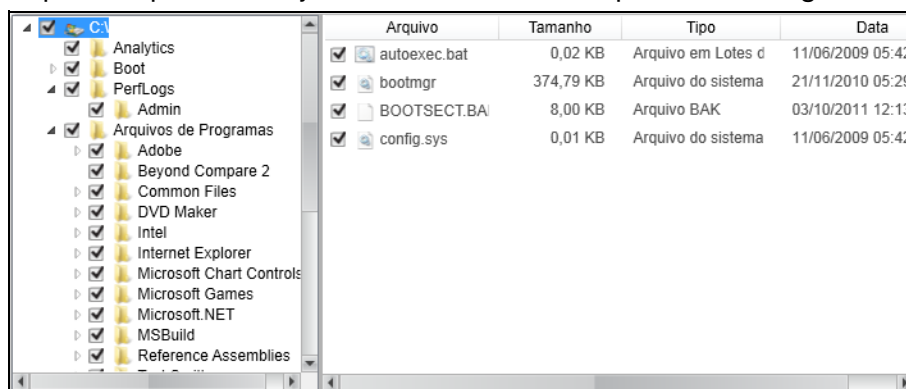 C:\
Analytics
Boot
PerfLogs
Admin
Arquivos de Programas
Adobe
Beyond Compare 2
Common Files
DVD Maker
Intel
Internet Explorer
Microsoft Chart Controls
Microsoft Games
Microsoft.NET
MSBuild
Reference Assemblies
Arquivo Tamanho Tipo Data
autoexec.bat 0,02 KB Arquivo em Lotes d 11/06/2009 05:42
bootmgr 374,79 KB Arquivo do sistema 21/11/2010 05:29
BOOTSECT.BA 8,00 KB Arquivo BAK 03/10/2011 12:13
config.sys 0,01 KB Arquivo do sistema 11/06/2009 05:42